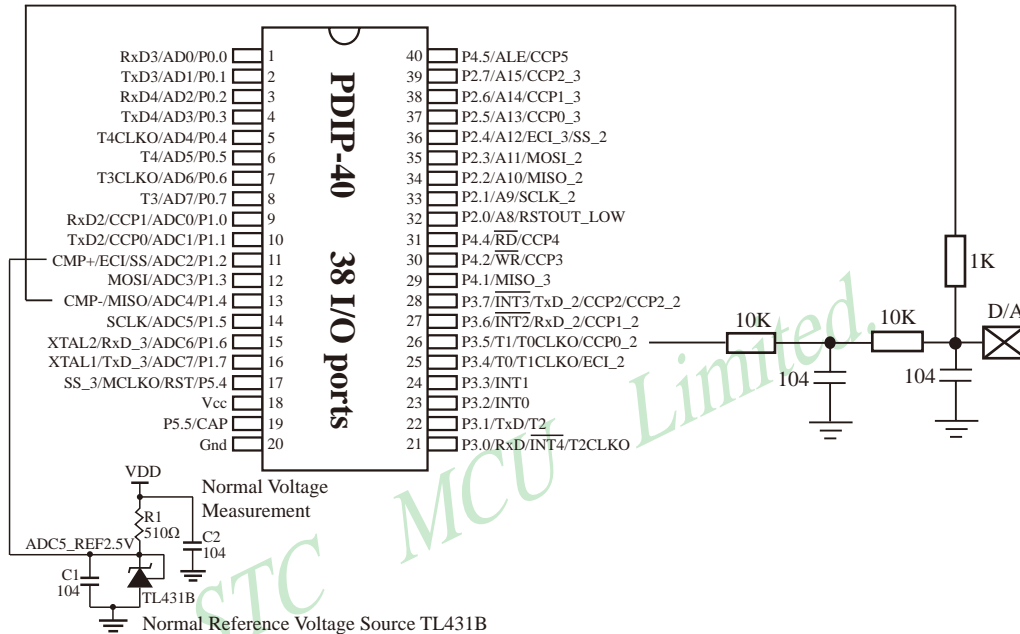 RxD3/AD0/P0.0 1
TxD3/AD1/P0.1 2
RxD4/AD2/P0.2 3
TxD4/AD3/P0.3 4
T4CLKO/AD4/P0.4 5
T4/AD5/P0.5 6
T3CLKO/AD6/P0.6 7
T3/AD7/P0.7 8
RxD2/CCP1/ADC0/P1.0 9
TxD2/CCP0/ADC1/P1.1 10
CMP+/ECI/SS/ADC2/P1.2 11
MOSI/ADC3/P1.3 12
CMP-/MISO/ADC4/P1.4 13
SCLK/ADC5/P1.5 14
XTAL2/RxD_3/ADC6/P1.6 15
XTAL1/TxD_3/ADC7/P1.7 16
SS_3/MCLKO/RST/P5.4 17
Vcc 18
P5.5/CAP 19
Gnd 20
PDIP-40 38 I/O ports
40 P4.5/ALE/CCP5
39 P2.7/A15/CCP2_3
38 P2.6/A14/CCP1_3
37 P2.5/A13/CCP0_3
36 P2.4/A12/ECI_3/SS_2
35 P2.3/A11/MOSI_2
34 P2.2/A10/MISO_2
33 P2.1/A9/SCLK_2
32 P2.0/A8/RSTOUT_LOW
31 P4.4/RD/CCP4
30 P4.2/WR/CCP3
29 P4.1/MISO_3
28 P3.7/INT3/TxD_2/CCP2/CCP2_2
27 P3.6/INT2/RxD_2/CCP1_2
26 P3.5/T1/T0CLKO/CCP0_2
25 P3.4/T0/T1CLKO/ECI_2
24 P3.3/INT1
23 P3.2/INT0
22 P3.1/TxD/T2
21 P3.0/RxD/INT4/T2CLKO
1K
D/A
10K
10K
104
104
VDD
Normal Voltage
Measurement
R1
510Ω
C2
104
ADC5_REF2.5V
C1
104
TL431B
Normal Reference Voltage Source TL431B
STC MCU Limited.